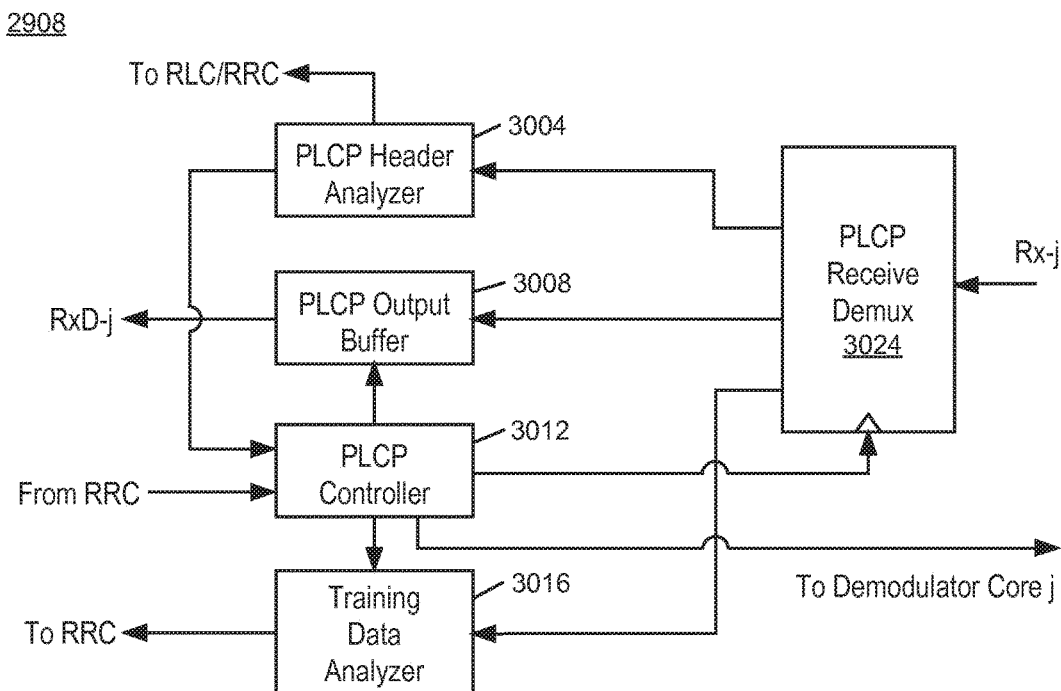 2908
To RLC/RRC
3004
PLCP Header
Analyzer
PLCP
Receive
Demux
3024
Rx-j
3008
PLCP Output
Buffer
RxD-j
3012
PLCP
Controller
From RRC
To Demodulator Core j
3016
Training
Data
Analyzer
To RRC